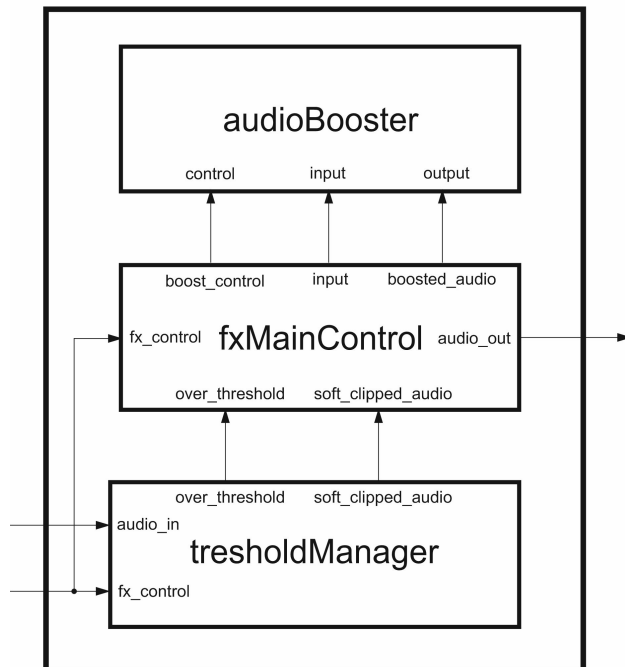 audioBooster
control input output
boost_control input boosted_audio
fx_control fxMainControl audio_out
over_threshold soft_clipped_audio
over_threshold soft_clipped_audio
audio_in
tresholdManager
fx_control